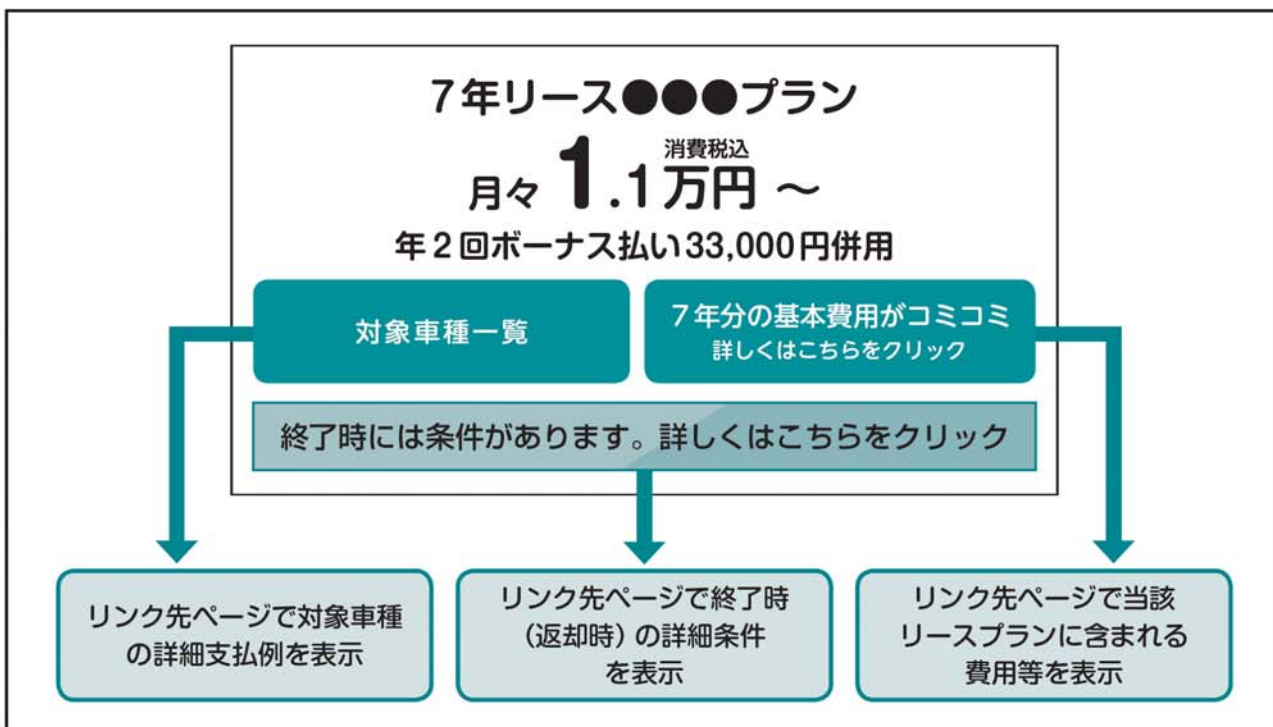 7年リース●●●プラン
消費税込
月々 1.1万円 ～
年2回ボーナス払い33,000円併用
対象車種一覧
7年分の基本費用がコミコミ
詳しくはこちらをクリック
終了時には条件があります。詳しくはこちらをクリック
リンク先ページで対象車種
の詳細支払例を表示
リンク先ページで終了時
（返却時）の詳細条件
を表示
リンク先ページで当該
リースプランに含まれる
費用等を表示